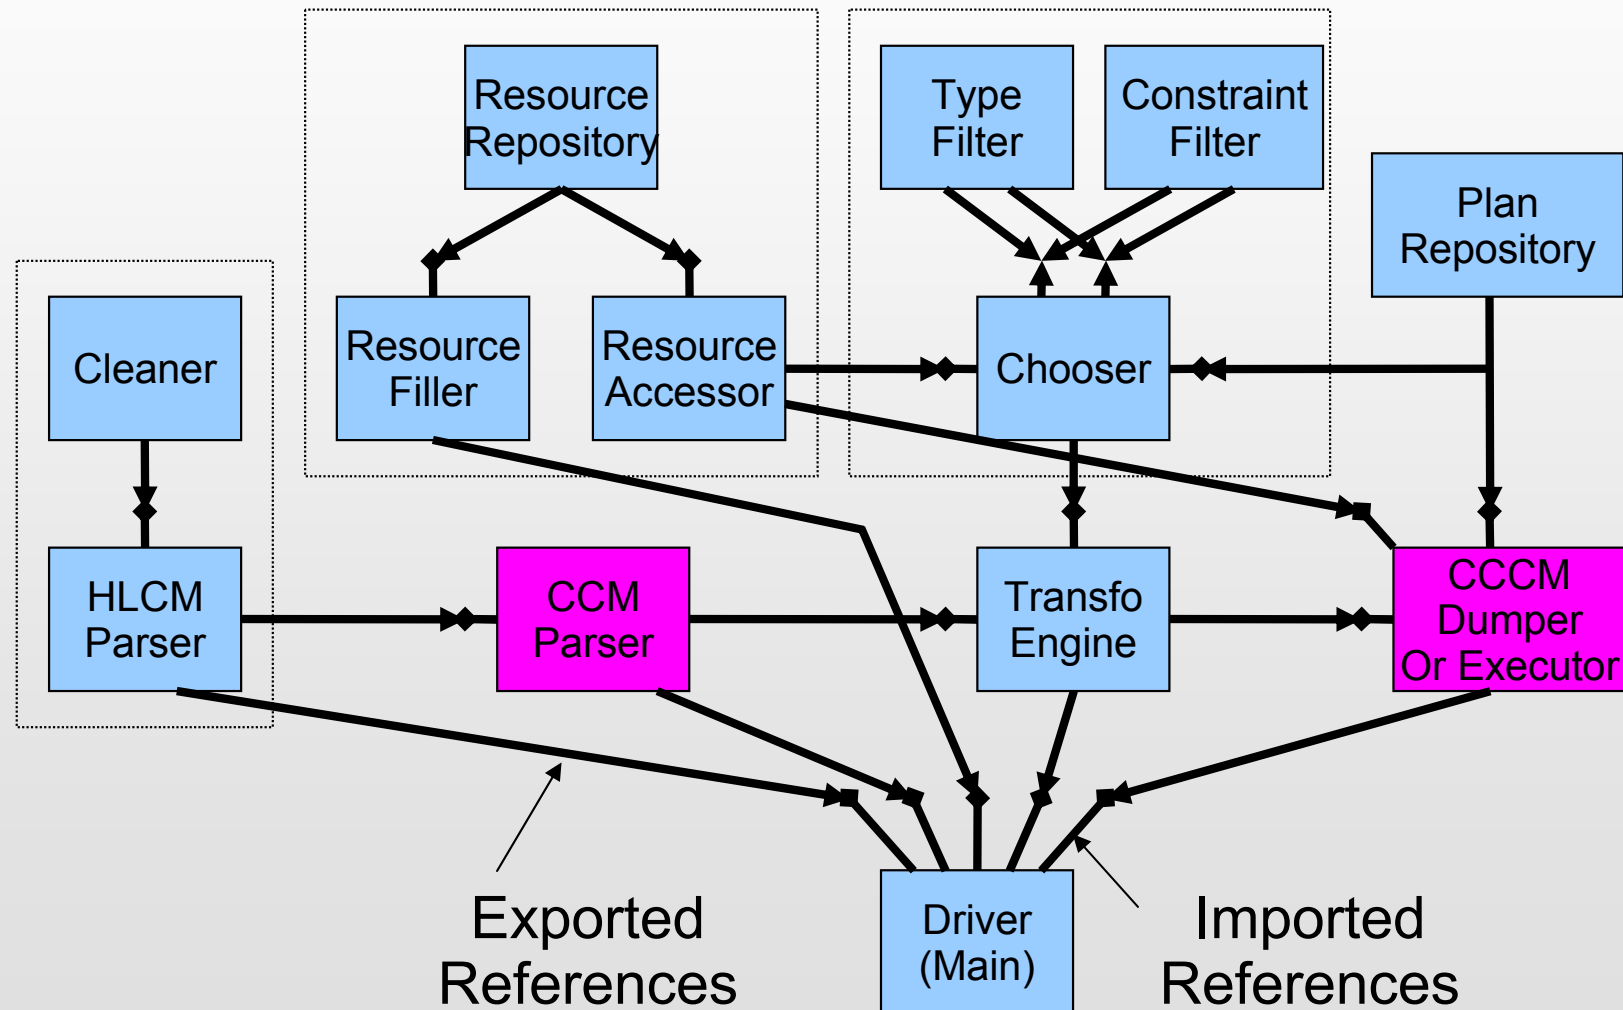 Resource
Repository
Type
Filter
Constraint
Filter
Plan
Repository
Cleaner
Resource
Filler
Resource
Accessor
Chooser
HLCM
Parser
CCM
Parser
Transfo
Engine
CCCM
Dumper
Or Executor
Exported
References
Driver
(Main)
Imported
References